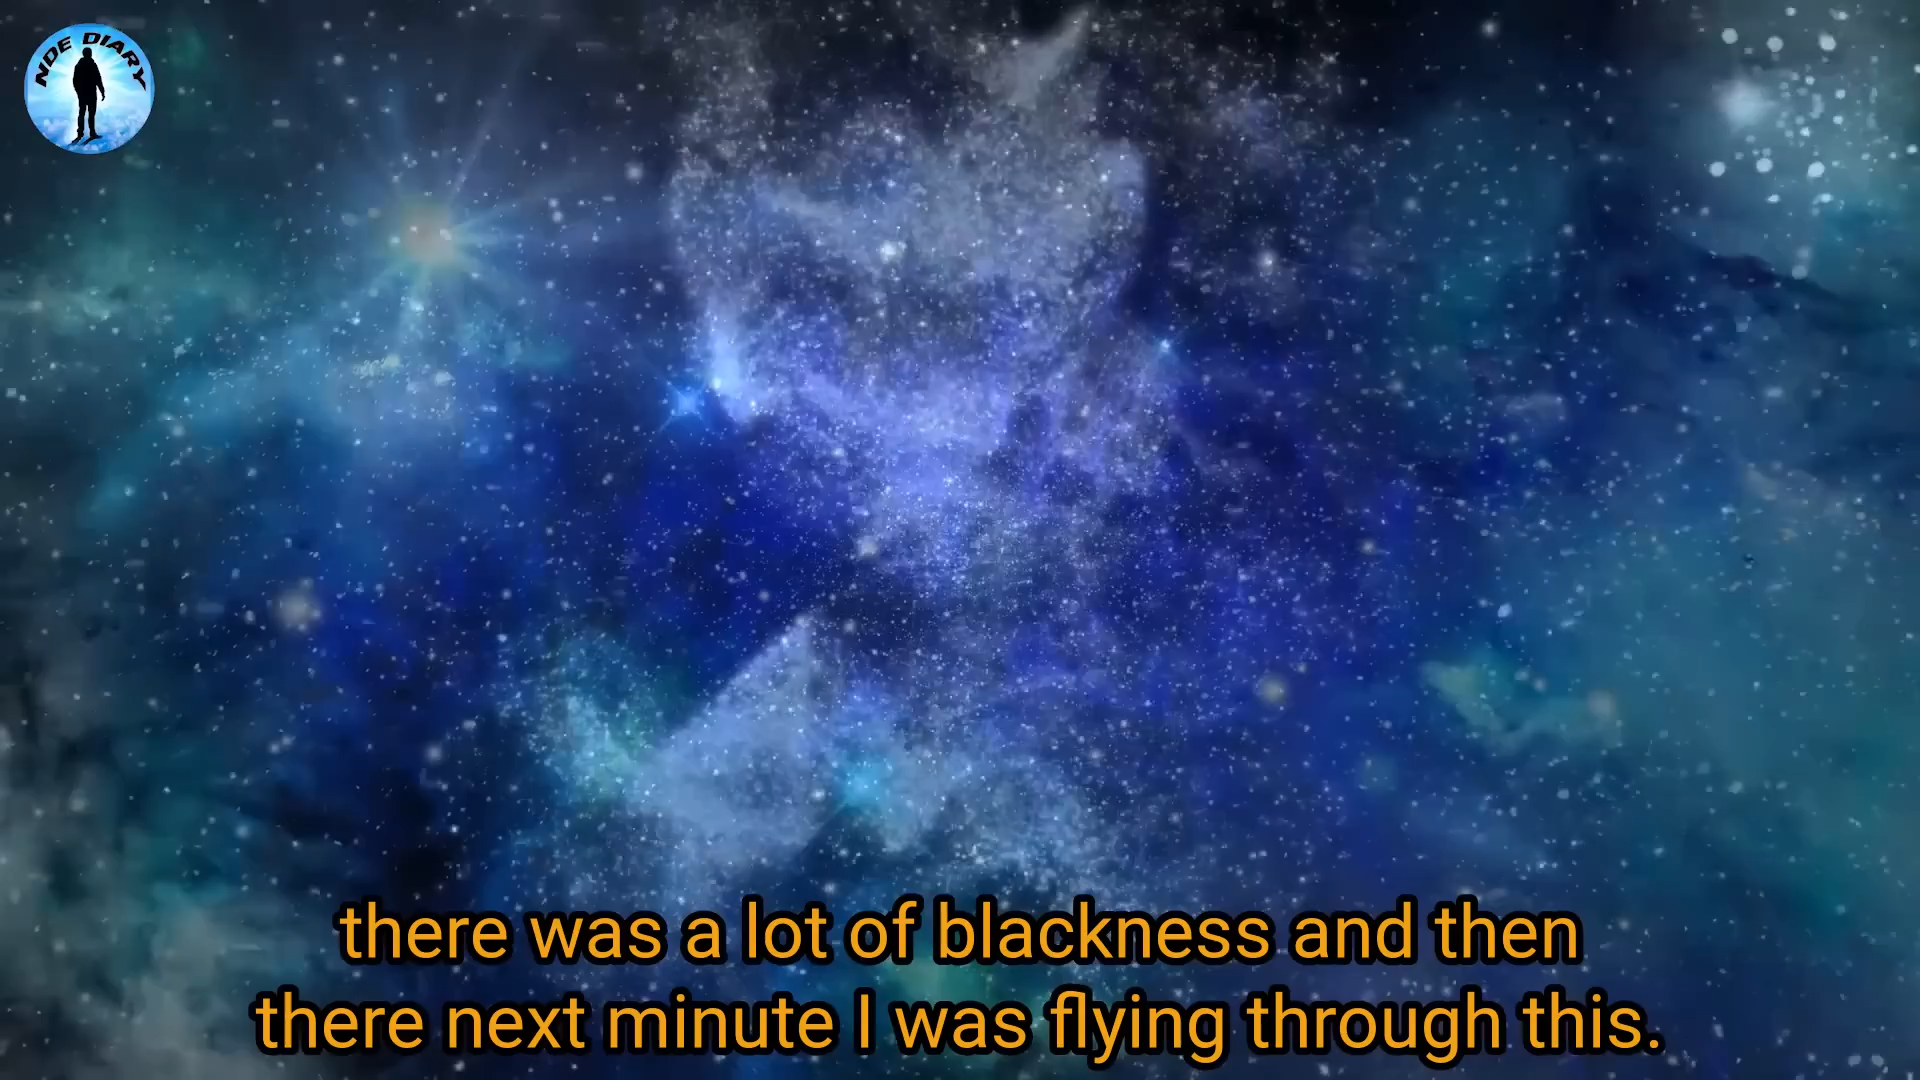 NDE DIARY
there was a lot of blackness and then
there next minute I was flying through this.